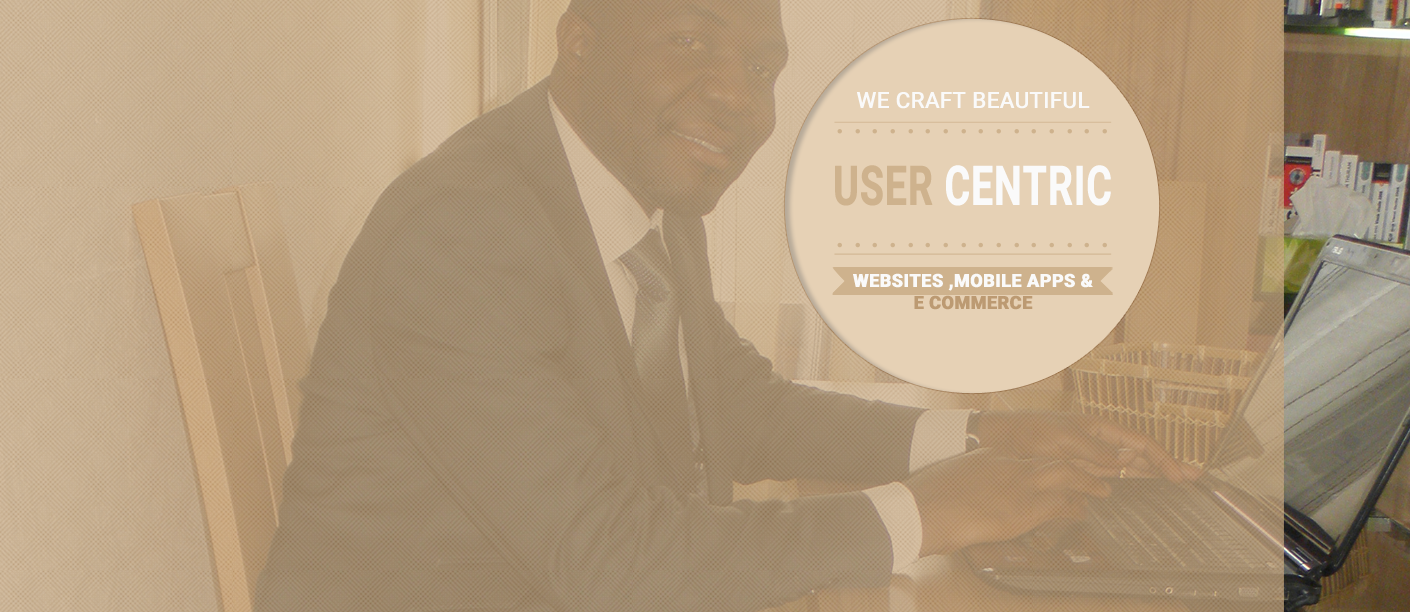 WE CRAFT BEAUTIFUL
USER CENTRIC
WEBSITES ,MOBILE APPS &
E COMMERCE